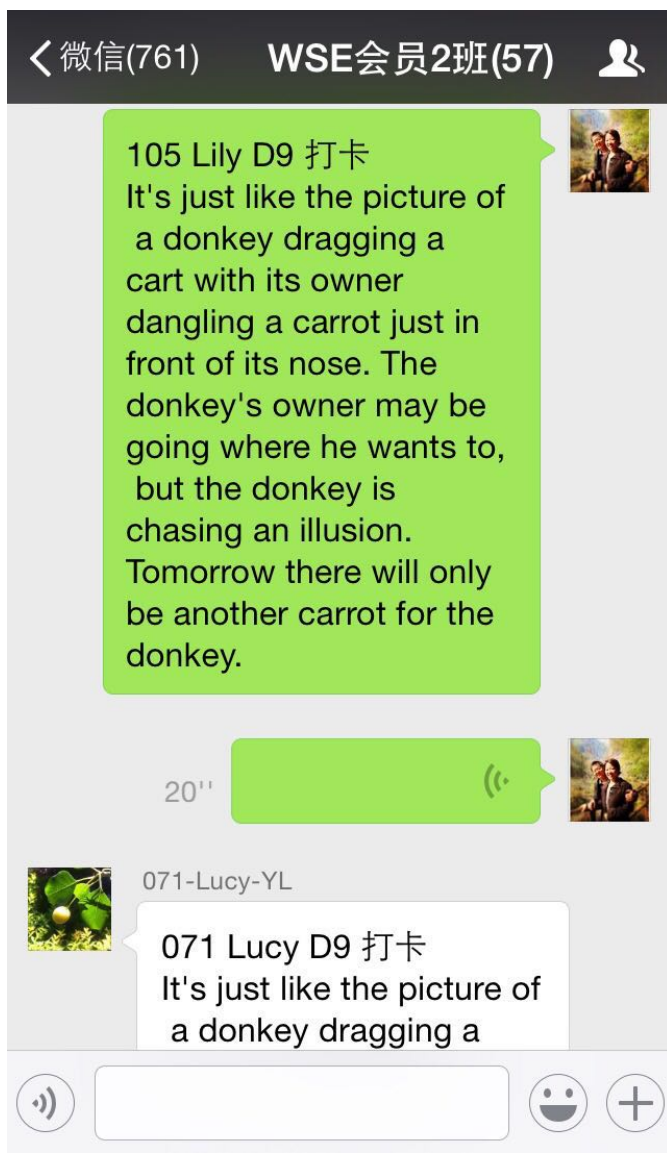 微信(761) WSE会员2班(57)
105 Lily D9 打卡
It's just like the picture of
a donkey dragging a
cart with its owner
dangling a carrot just in
front of its nose. The
donkey's owner may be
going where he wants to,
but the donkey is
chasing an illusion.
Tomorrow there will only
be another carrot for the
donkey.
20''
071-Lucy-YL
071 Lucy D9 打卡
It's just like the picture of
a donkey dragging a